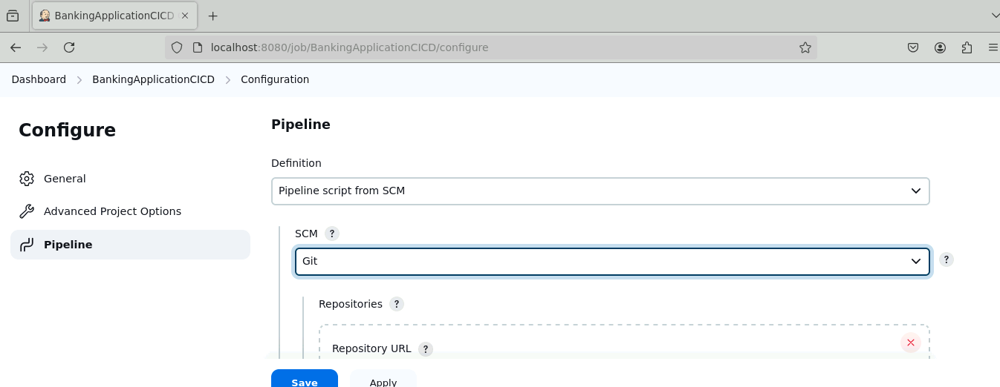 BankingApplicationCICD
localhost:8080/job/BankingApplicationCICD/configure
Dashboard BankingApplicationCICD Configuration
Configure
General
Advanced Project Options
Pipeline
Pipeline
Definition
Pipeline script from SCM
SCM ?
Git
?
Repositories ?
Repository URL ?
Save Apply